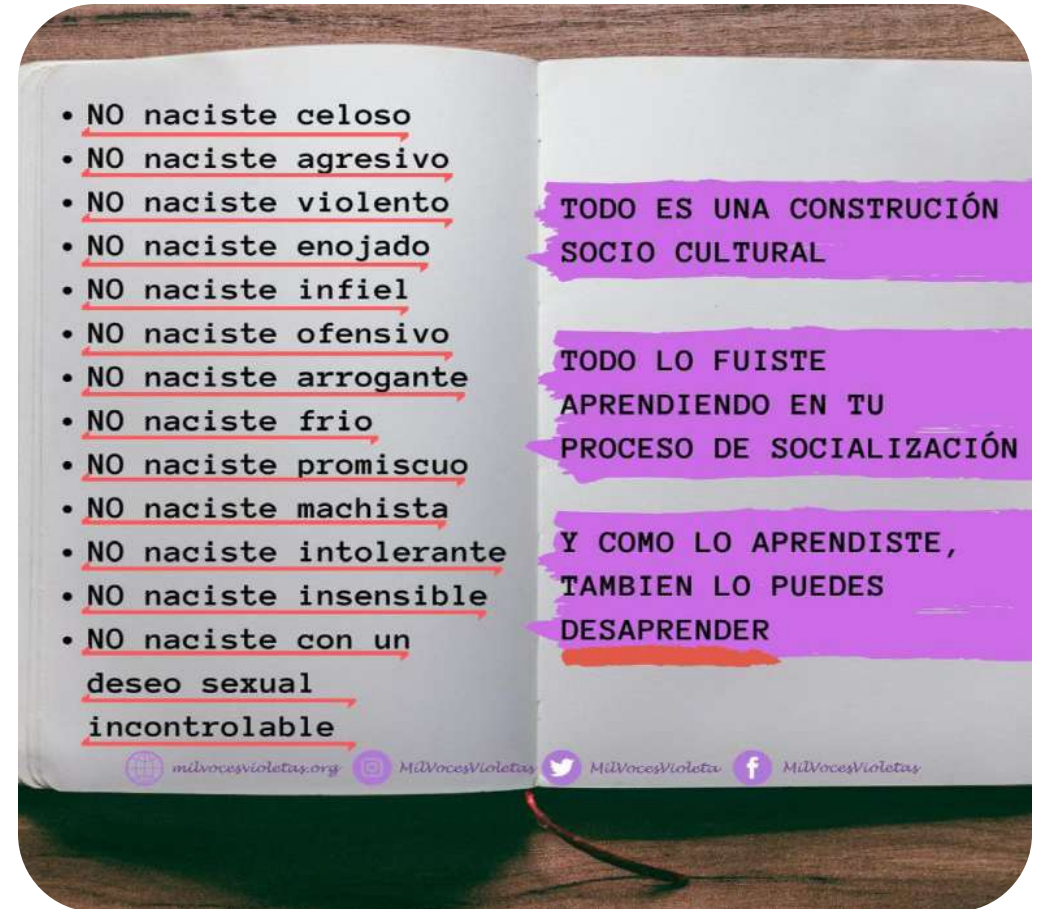 • NO naciste celoso
• NO naciste agresivo
• NO naciste violento
• NO naciste enojado
• NO naciste infiel
• NO naciste ofensivo
• NO naciste arrogante
• NO naciste frio
• NO naciste promiscuo
• NO naciste machista
• NO naciste intolerante
• NO naciste insensible
• NO naciste con un
deseo sexual
incontrolable
TODO ES UNA CONSTRUCIÓN
SOCIO CULTURAL
TODO LO FUISTE
APRENDIENDO EN TU
PROCESO DE SOCIALIZACIÓN
Y COMO LO APRENDISTE,
TAMBIEN LO PUEDES
DESAPRENDER
milvocesvioletas.org MilVocesVioletas MilVocesVioleta MilVocesVioletas